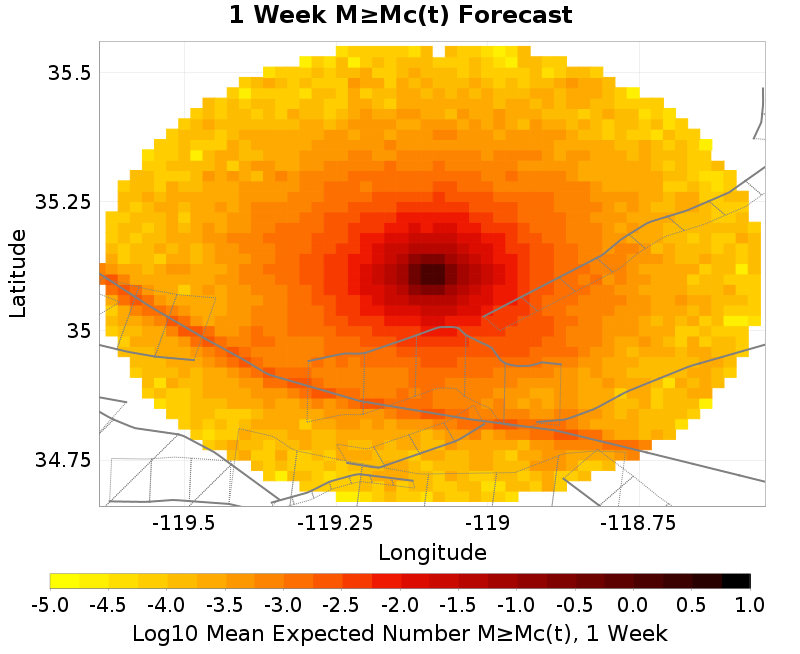 1 Week M≥Mc(t) Forecast
35.5
35.25
35
34.75
Latitude
-119.5
-119.25
-119
-118.75
Longitude
-5.0 -4.5 -4.0 -3.5 -3.0 -2.5 -2.0 -1.5 -1.0 -0.5 0.0 0.5 1.0
Log10 Mean Expected Number M≥Mc(t), 1 Week